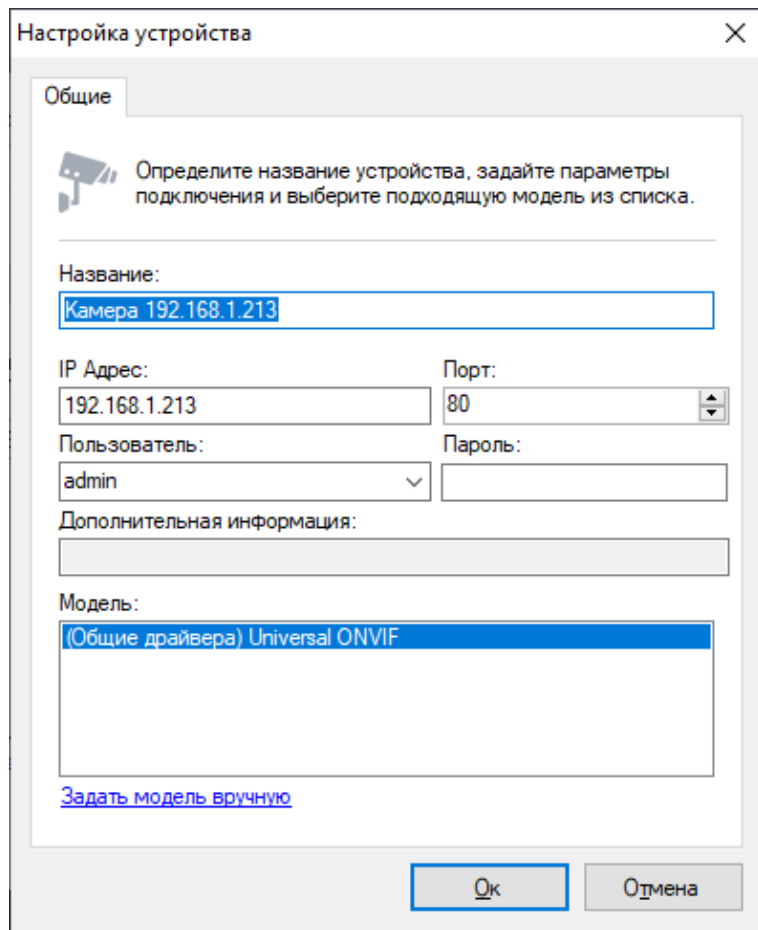 Настройка устройства
Общие
Определите название устройства, задайте параметры
подключения и выберите подходящую модель из списка.
Название:
Камера 192.168.1.213
IP Адрес: Порт:
192.168.1.213 80
Пользователь: Пароль:
admin
Дополнительная информация:
Модель:
(Общие драйвера) Universal ONVIF
Задать модель вручную
Ок Отмена